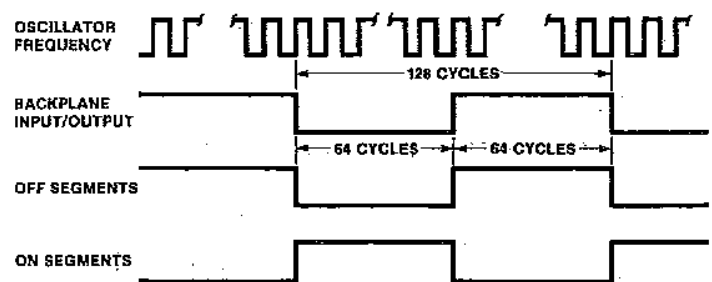 OSCILLATOR
FREQUENCY
128 CYCLES
BACKPLANE
INPUT/OUTPUT
64 CYCLES 64 CYCLES
OFF SEGMENTS
ON SEGMENTS